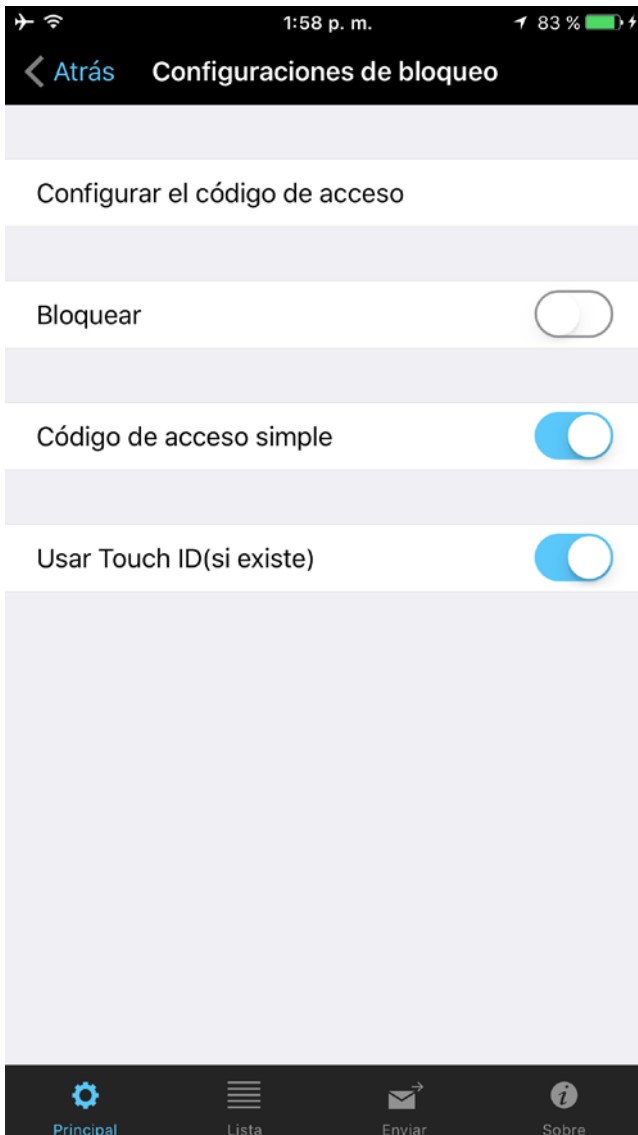 1:58 p. m.
83 %
Atrás
Configuraciones de bloqueo
Configurar el código de acceso
Bloquear
Código de acceso simple
Usar Touch ID(si existe)
Principal Lista Enviar Sobre